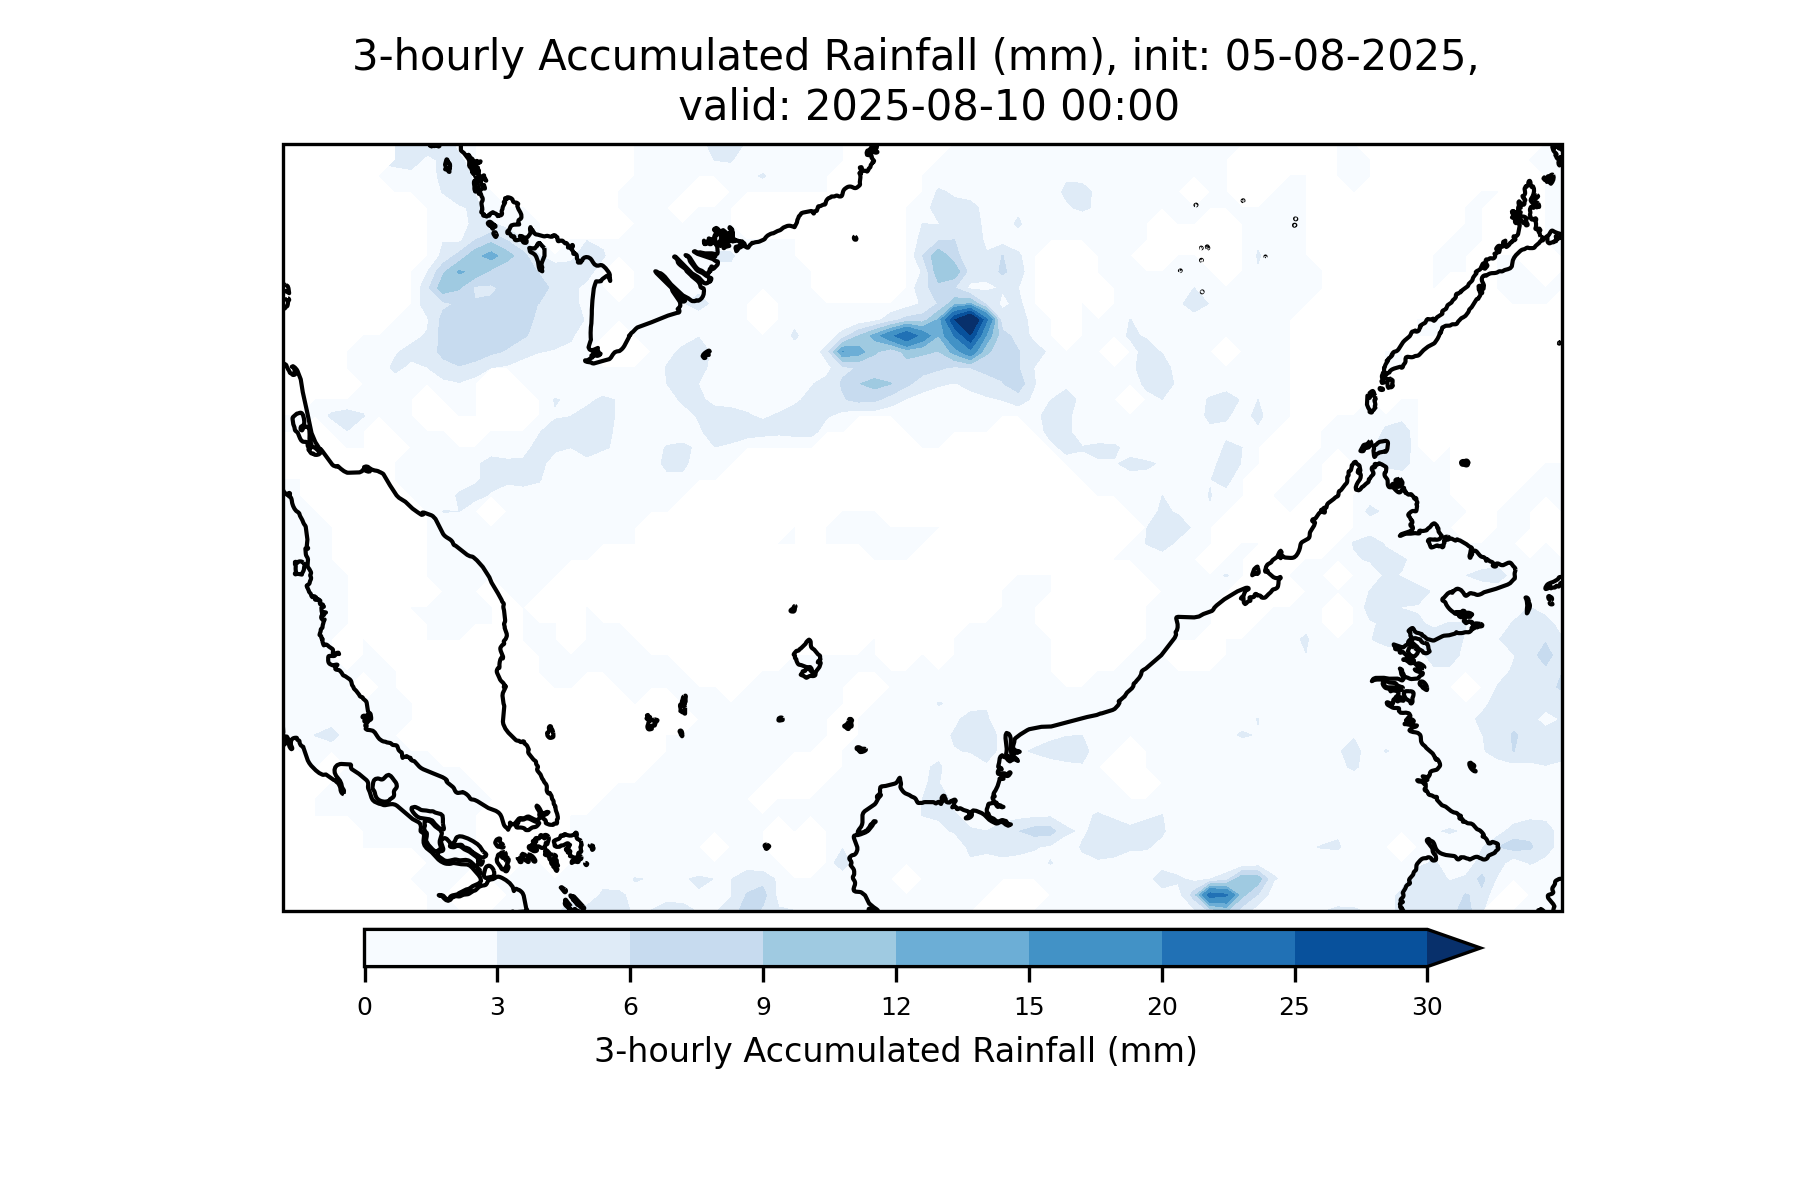 3-hourly Accumulated Rainfall (mm), init: 05-08-2025,
valid: 2025-08-10 00:00
0 3 6 9 12 15 20 25 30
3-hourly Accumulated Rainfall (mm)